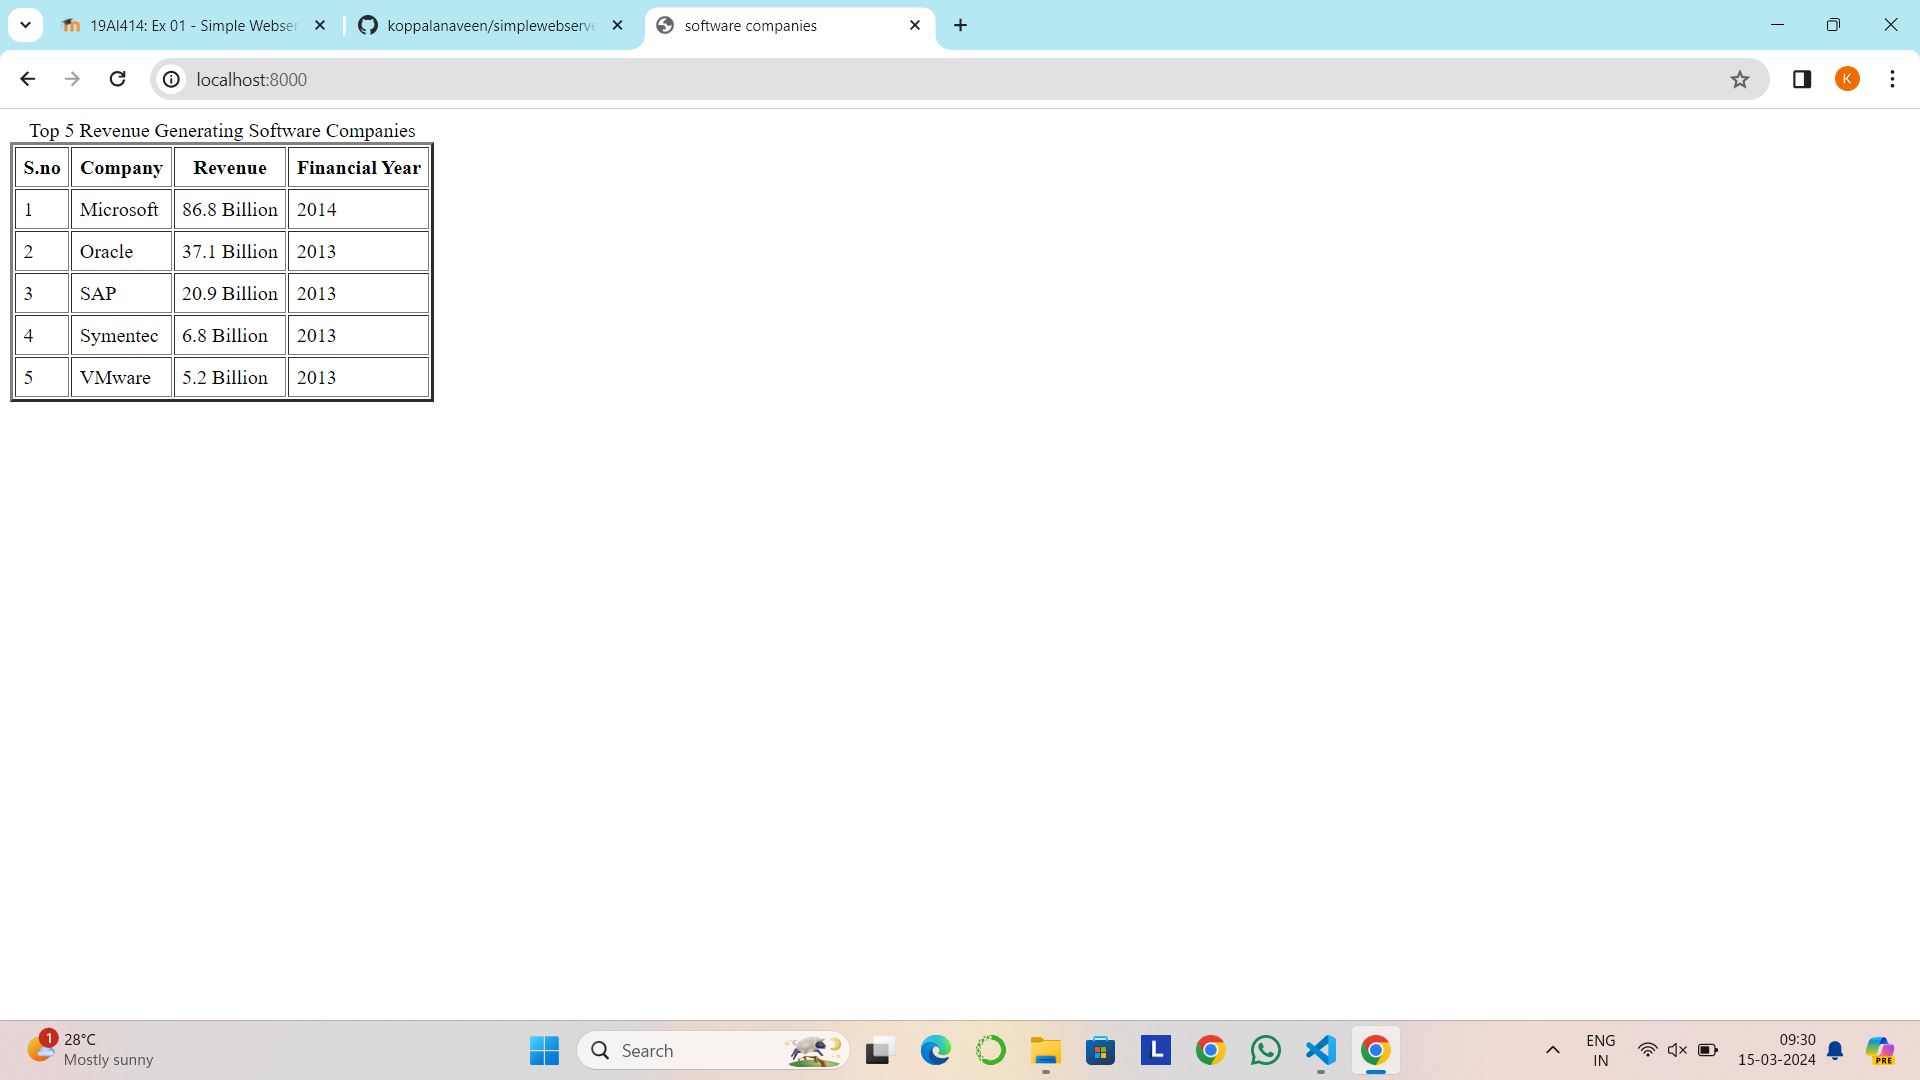 19AI414: Ex 01 - Simple Webser
koppalanaveen/simplewebserve
software companies
localhost:8000
K
Top 5 Revenue Generating Software Companies
S.no Company Revenue Financial Year
1 Microsoft 86.8 Billion 2014
2 Oracle 37.1 Billion 2013
3 SAP 20.9 Billion 2013
4 Symentec 6.8 Billion 2013
5 VMware 5.2 Billion 2013
1
28°C
Mostly sunny
Search
L
ENG
IN
09:30
15-03-2024
PRE